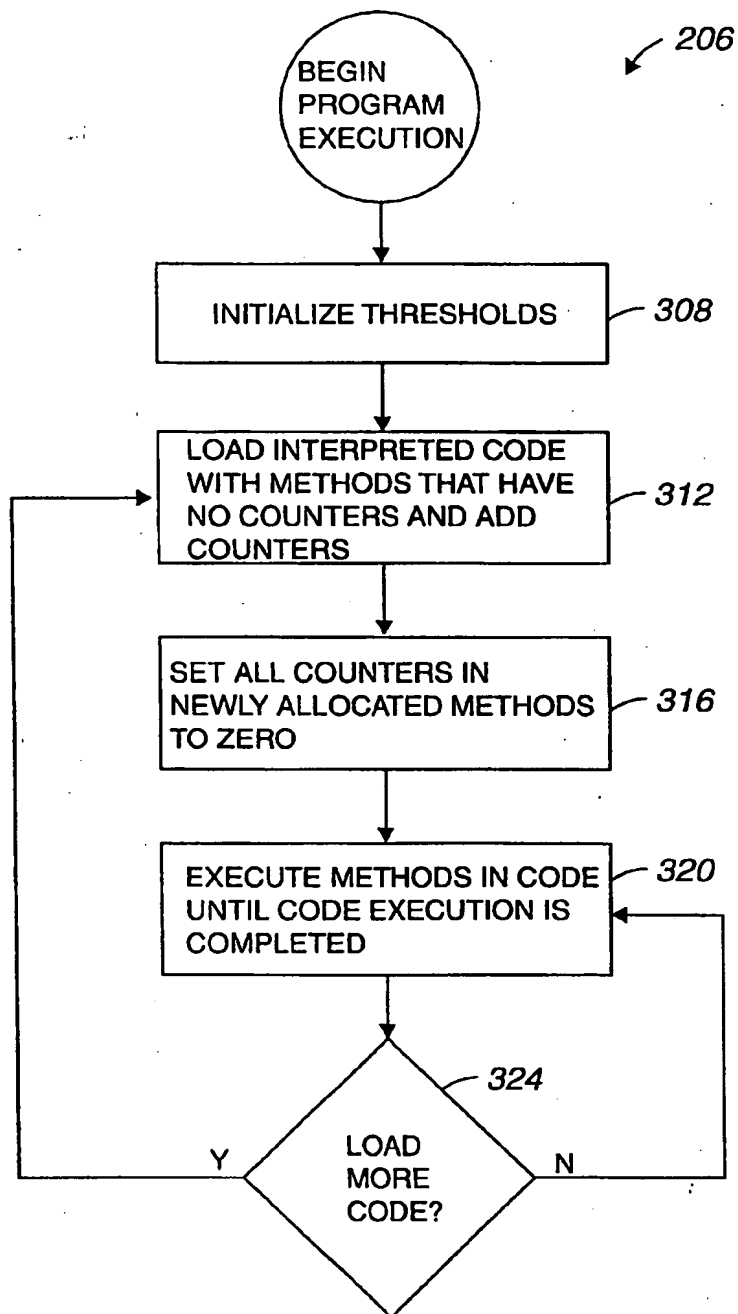 206
BEGIN
PROGRAM
EXECUTION
INITIALIZE THRESHOLDS
308
LOAD INTERPRETED CODE
WITH METHODS THAT HAVE
NO COUNTERS AND ADD
COUNTERS
312
SET ALL COUNTERS IN
NEWLY ALLOCATED METHODS
TO ZERO
316
EXECUTE METHODS IN CODE
UNTIL CODE EXECUTION IS
COMPLETED
320
324
LOAD
MORE
CODE?
Y
N